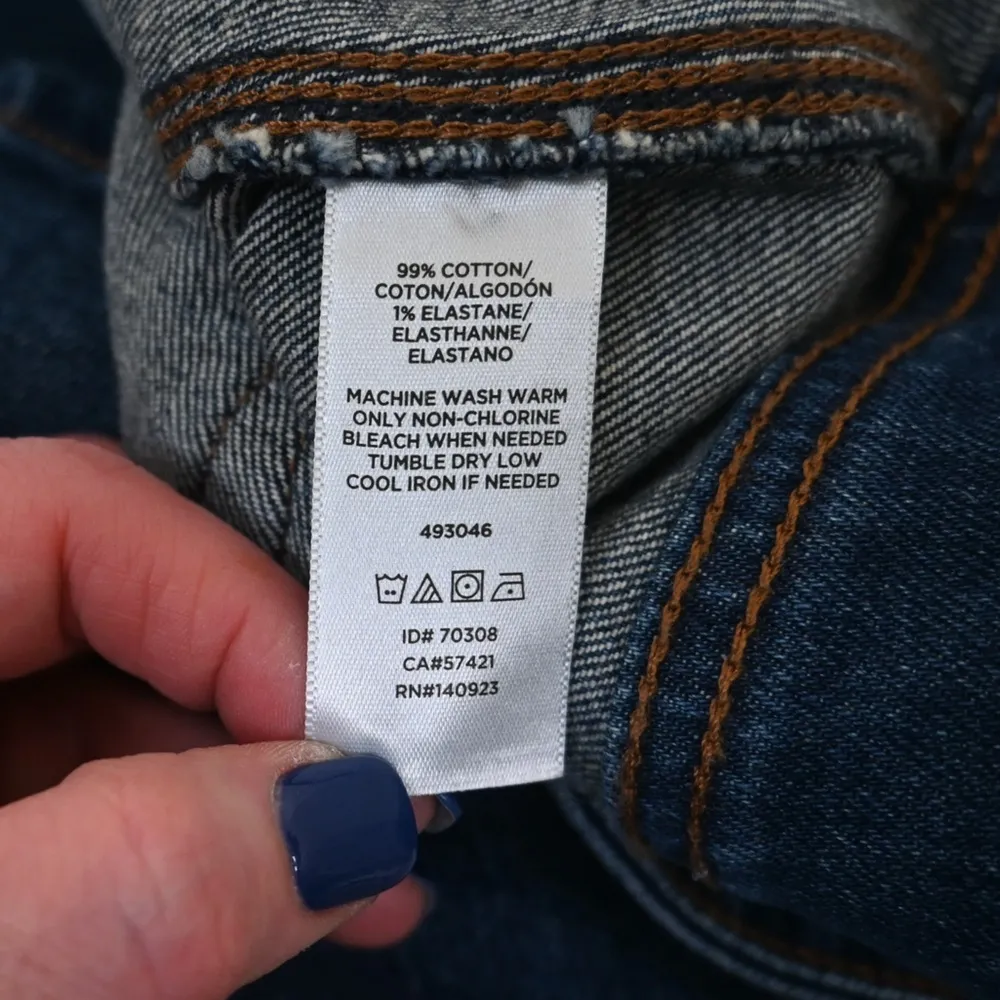 99% COTTON/
COTON/ALGODÓN
1% ELASTANE/
ELASTHANNE/
ELASTANO
MACHINE WASH WARM
ONLY NON-CHLORINE
BLEACH WHEN NEEDED
TUMBLE DRY LOW
COOL IRON IF NEEDED
493046
ID# 70308
CA#57421
RN#140923